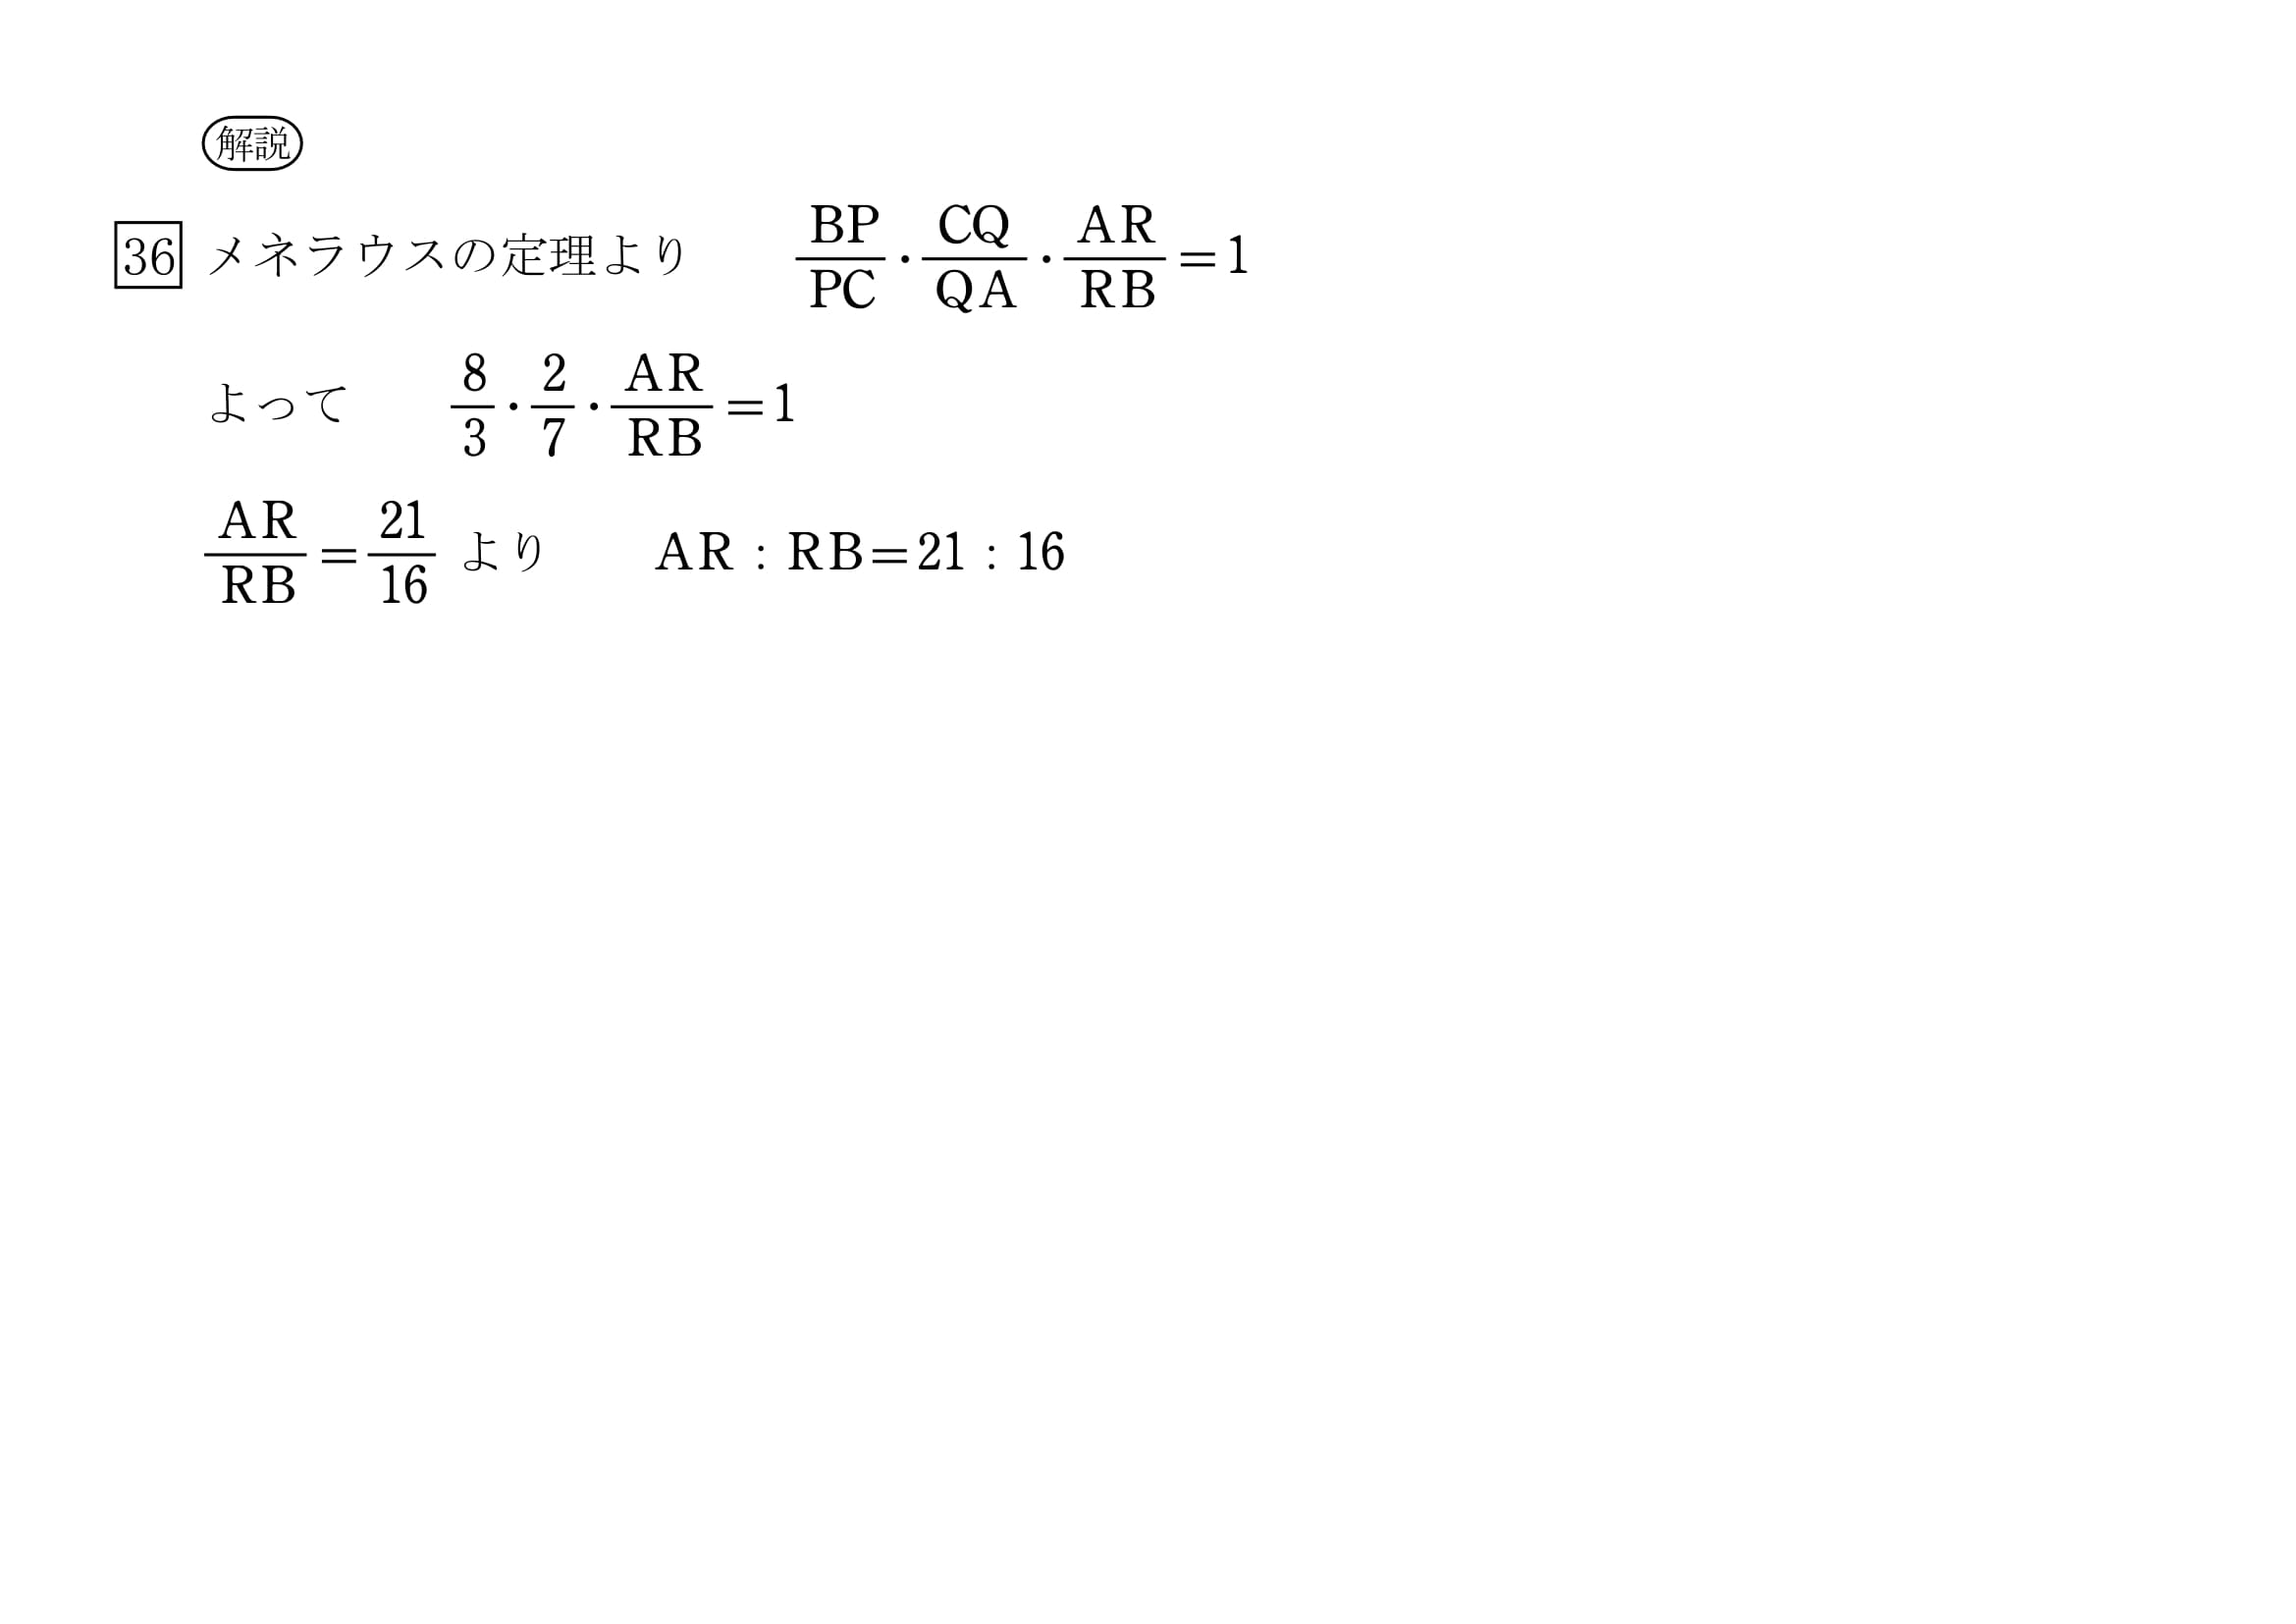 解説
36 メネラウスの定理より BP/PC・CQ/QA・AR/RB=1
よって 8/3・2/7・AR/RB=1
AR/RB=21/16 より AR : RB=21 : 16